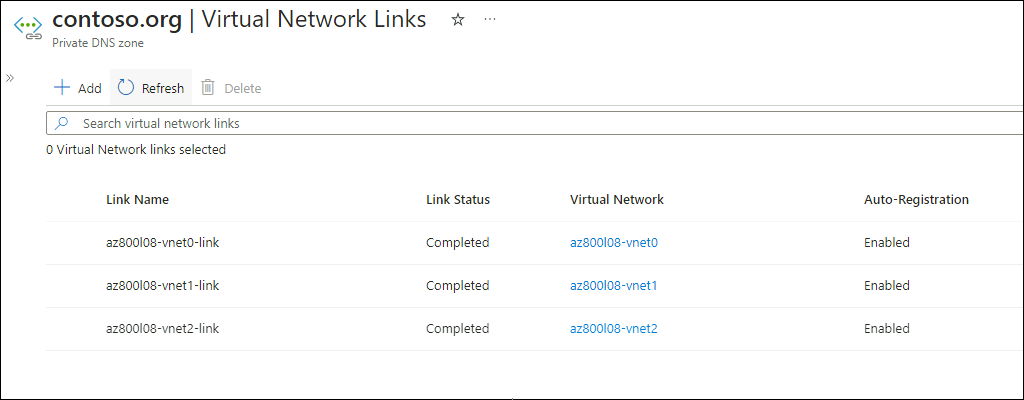 contoso.org | Virtual Network Links ☆ ···
Private DNS zone
»
+ Add Refresh Delete
Search virtual network links
0 Virtual Network links selected
Link Name Link Status Virtual Network Auto-Registration
az800l08-vnet0-link Completed az800l08-vnet0 Enabled
az800l08-vnet1-link Completed az800l08-vnet1 Enabled
az800l08-vnet2-link Completed az800l08-vnet2 Enabled